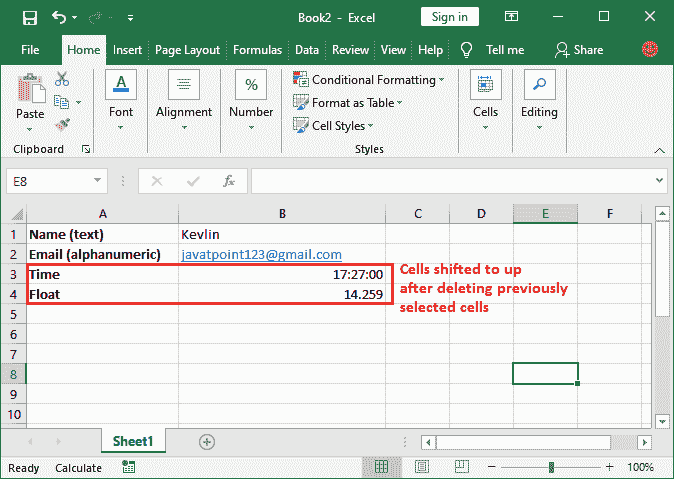 Book2 - Excel
Sign in
File Home Insert Page Layout Formulas Data Review View Help Tell me Share
Paste
Clipboard
Font
Alignment
%
Number
Conditional Formatting
Format as Table
Cell Styles
Styles
Cells
Editing
E8
fx
A B C D E F
1 Name (text) Kevlin
2 Email (alphanumeric) javatpoint123@gmail.com
3 Time 17:27:00
4 Float 14.259
Cells shifted to up
after deleting previously
selected cells
5
6
7
8
9
10
Sheet1
Ready Calculate 100%